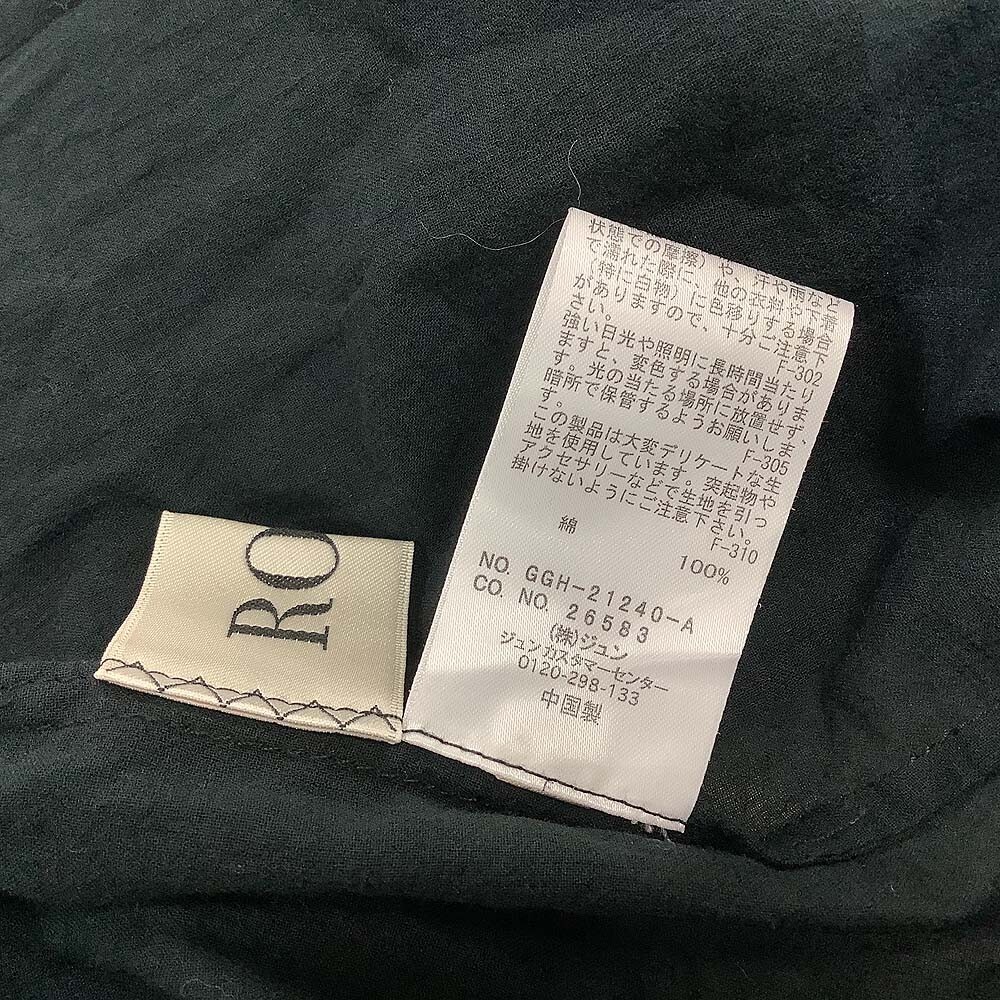 状態での摩擦)や、汗や雨など
で濡れた際に、他の衣料や下着
(特に白物)に色移りする場合
がありますので、十分ご注意下
さい。
F-302
強い日光や照明に長時間当たり
ますと、変色する場合がありま
す。光の当たる場所に放置せず、
暗所で保管するようお願いしま
す。
F-305
この製品は大変デリケートな生
地を使用しています。突起物や
アクセサリーなどで生地を引っ
掛けないようにご注意下さい。
F-310
綿 100%
NO. GGH-21240-A
CO. NO. 26583
(株)ジュン
ジュンカスタマーセンター
0120-298-133
中国製
RO